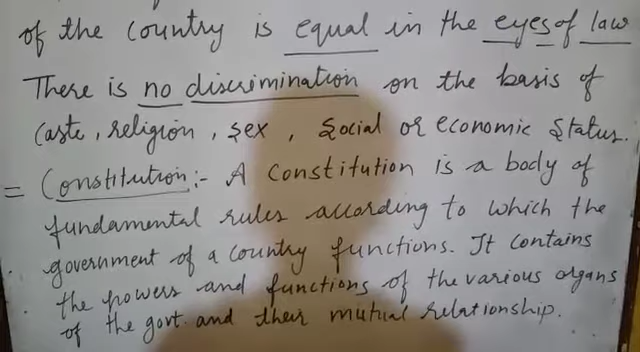 of the country is equal in the eyes of law
There is no discrimination on the basis of
Caste, religion, sex, Social or economic Status.
= Constitution:- A Constitution is a body of
fundamental rules according to which the
government of a country functions. It contains
the powers and functions of the various organs
of the govt. and their mutual relationship.